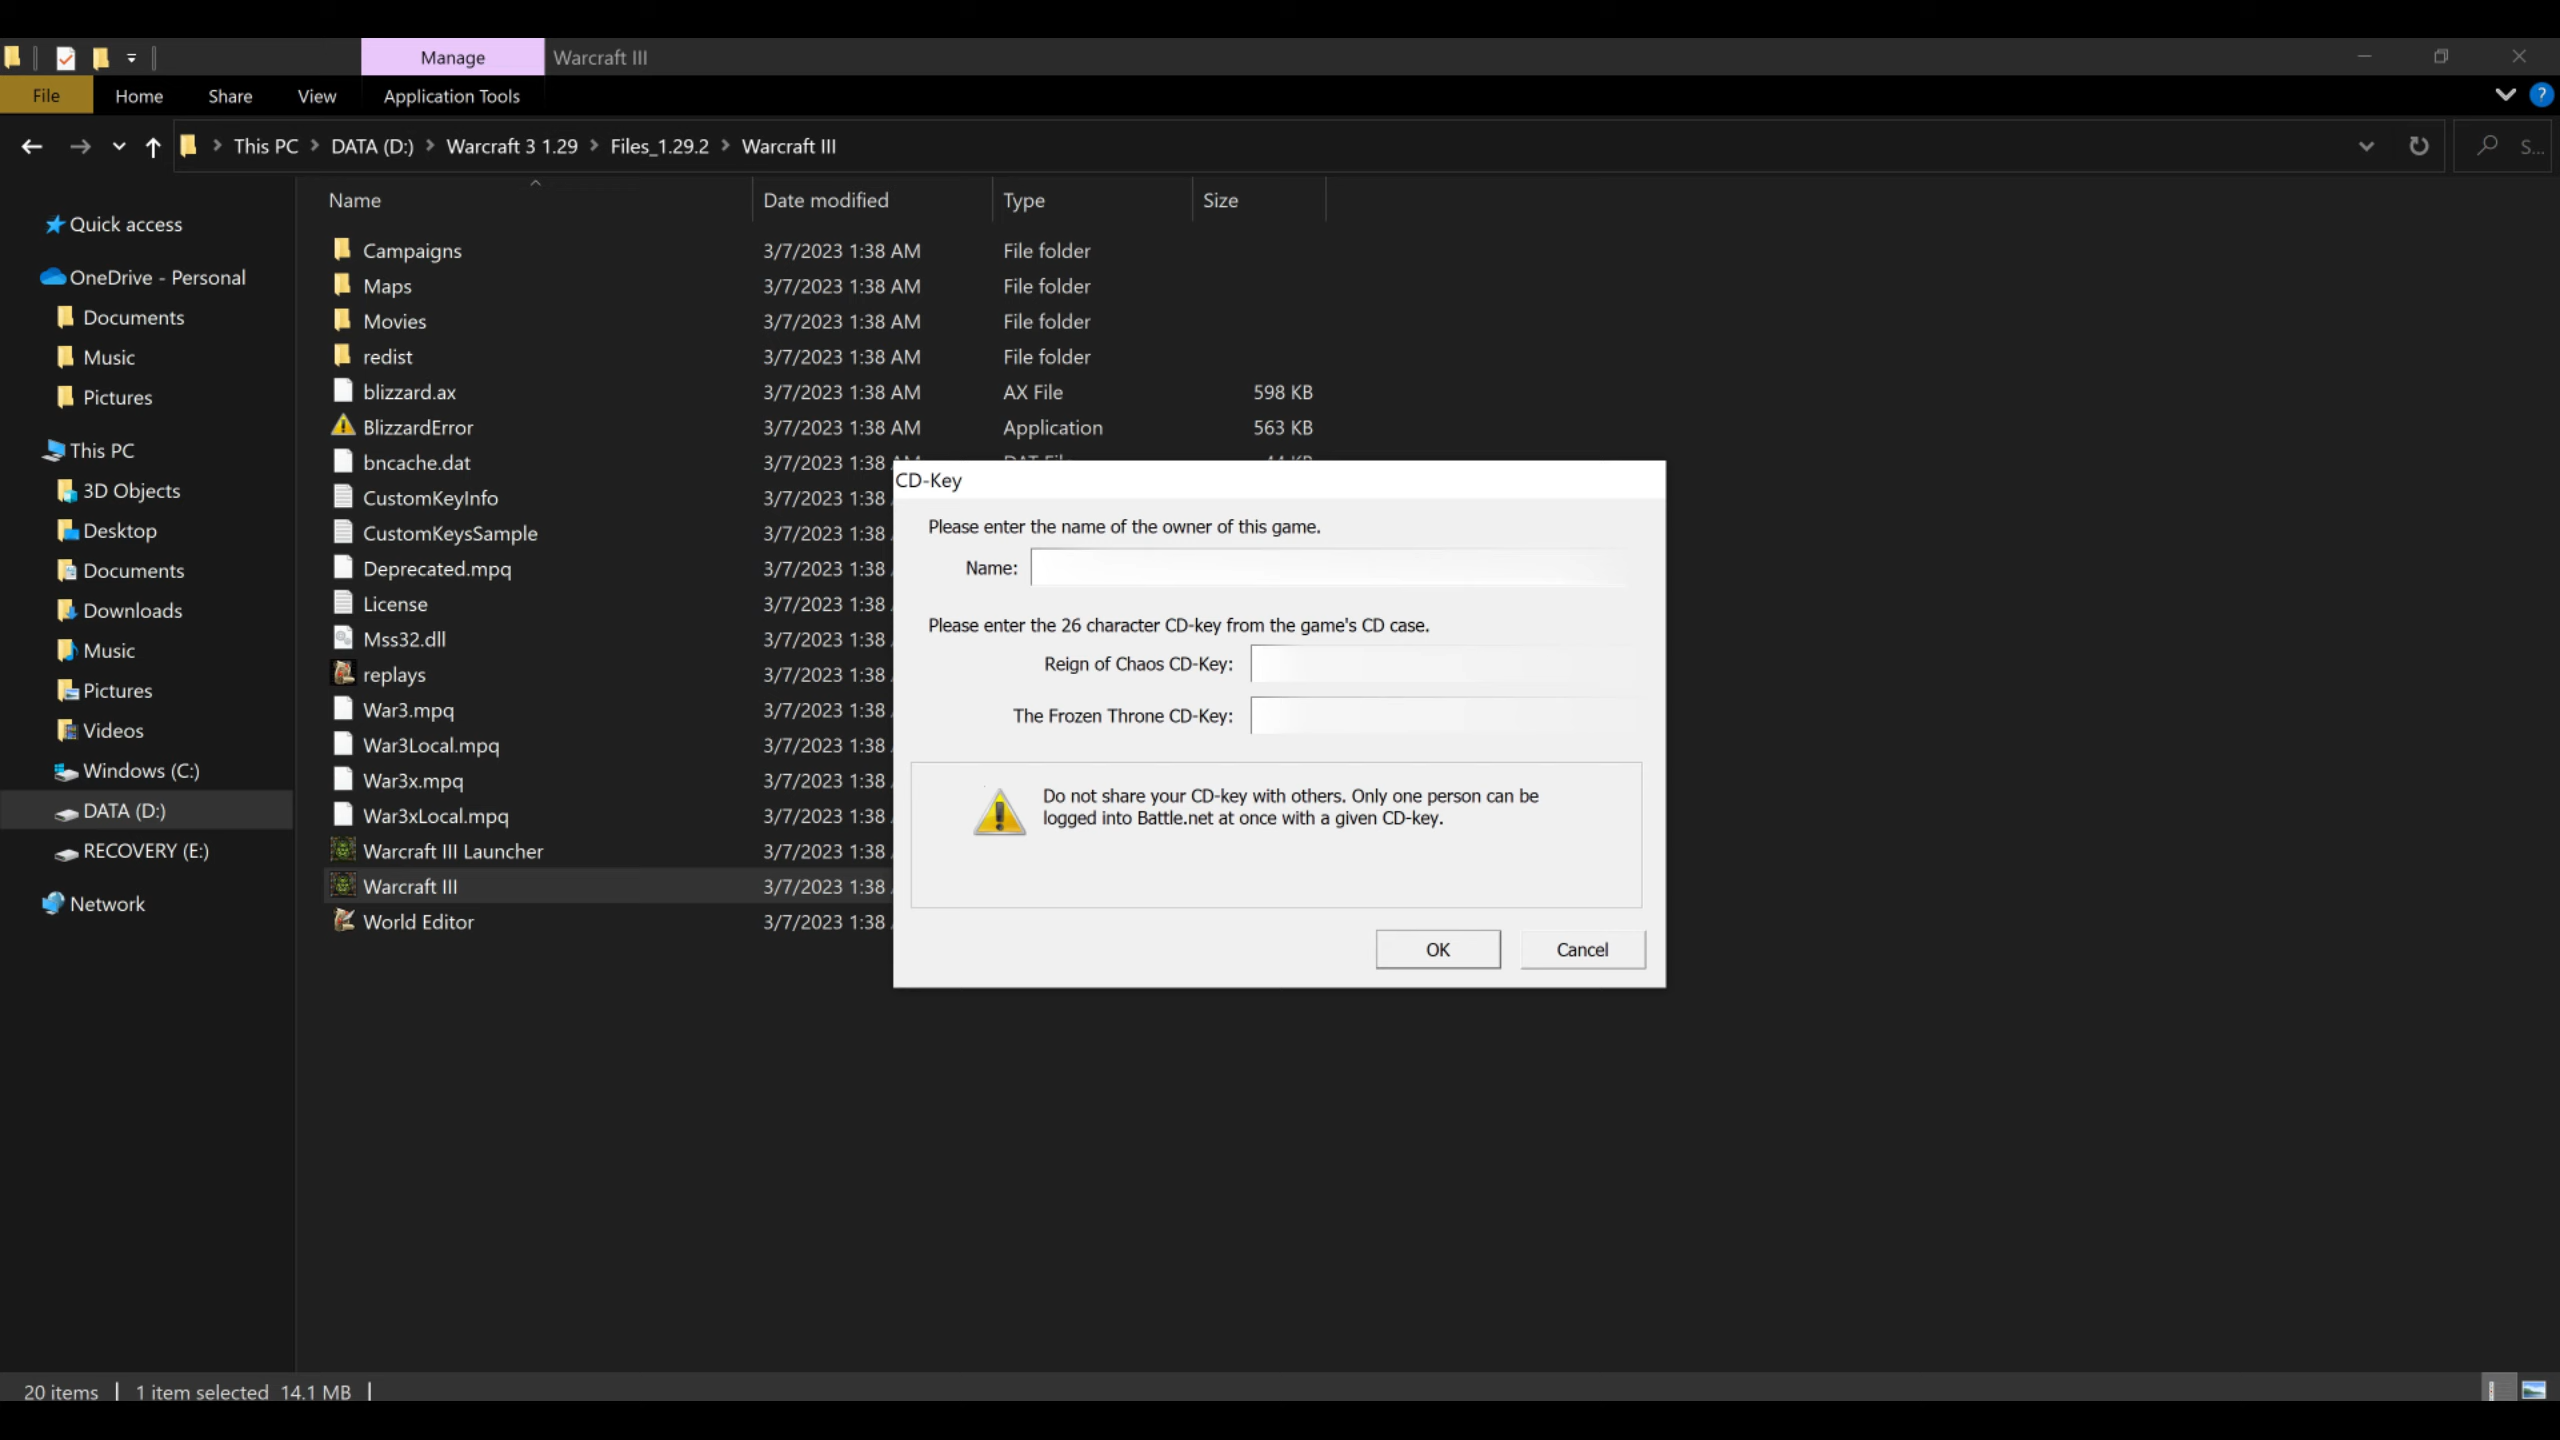 Manage
Warcraft III
File
Home
Share
View
Application Tools
This PC
DATA (D:)
Warcraft 3 1.29
Files_1.29.2
Warcraft III
S...
Name
Date modified
Type
Size
Quick access
OneDrive - Personal
Documents
Music
Pictures
This PC
3D Objects
Desktop
Documents
Downloads
Music
Pictures
Videos
Windows (C:)
DATA (D:)
RECOVERY (E:)
Network
Campaigns 3/7/2023 1:38 AM File folder
Maps 3/7/2023 1:38 AM File folder
Movies 3/7/2023 1:38 AM File folder
redist 3/7/2023 1:38 AM File folder
blizzard.ax 3/7/2023 1:38 AM AX File 598 KB
BlizzardError 3/7/2023 1:38 AM Application 563 KB
bncache.dat 3/7/2023 1:38
CustomKeyInfo 3/7/2023 1:38
CustomKeysSample 3/7/2023 1:38
Deprecated.mpq 3/7/2023 1:38
License 3/7/2023 1:38
Mss32.dll 3/7/2023 1:38
replays 3/7/2023 1:38
War3.mpq 3/7/2023 1:38
War3Local.mpq 3/7/2023 1:38
War3x.mpq 3/7/2023 1:38
War3xLocal.mpq 3/7/2023 1:38
Warcraft III Launcher 3/7/2023 1:38
Warcraft III 3/7/2023 1:38
World Editor 3/7/2023 1:38
CD-Key
Please enter the name of the owner of this game.
Name:
Please enter the 26 character CD-key from the game's CD case.
Reign of Chaos CD-Key:
The Frozen Throne CD-Key:
Do not share your CD-key with others. Only one person can be
logged into Battle.net at once with a given CD-key.
OK
Cancel
20 items
1 item selected 14.1 MB